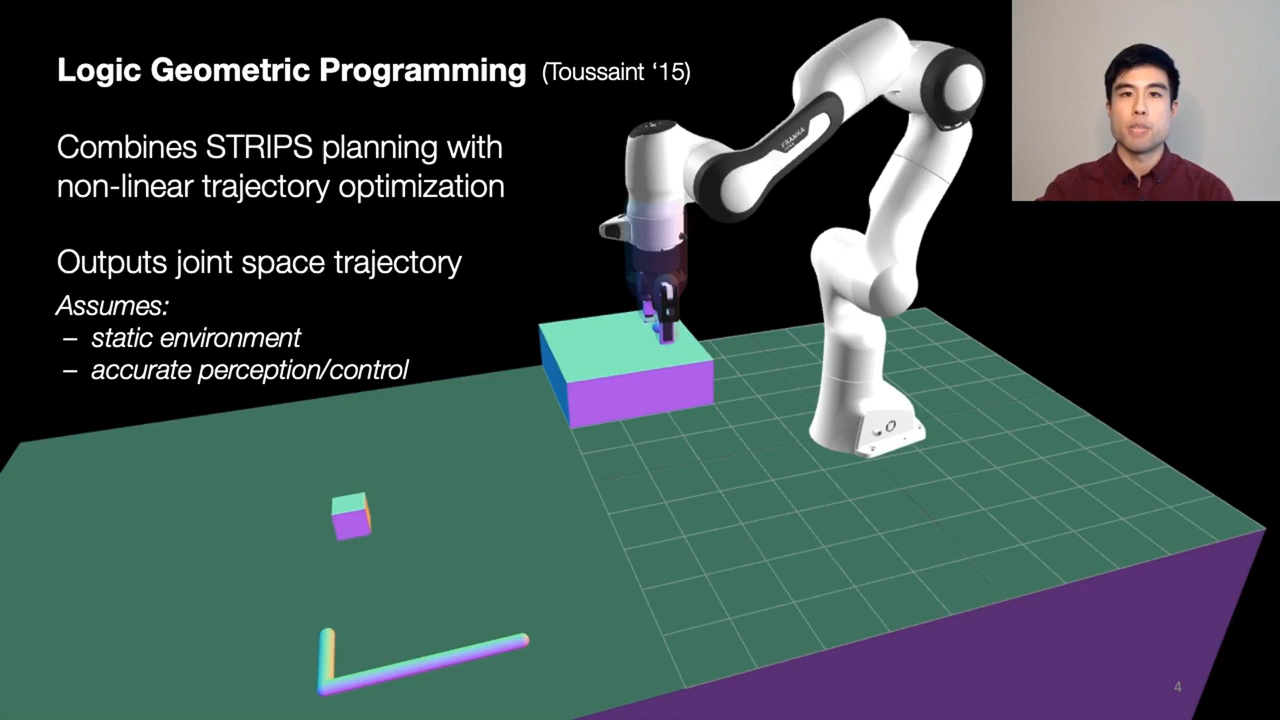 Logic Geometric Programming (Toussaint ‘15)
Combines STRIPS planning with
non-linear trajectory optimization
Outputs joint space trajectory
Assumes:
– static environment
– accurate perception/control
FRANKA
4